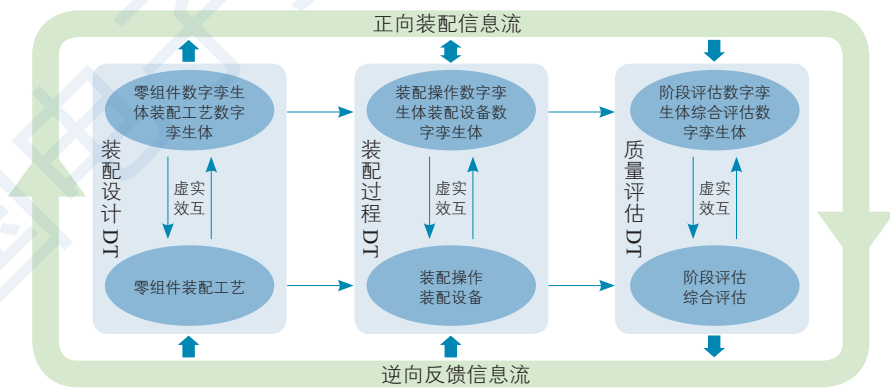 正向装配信息流
零组件数字孪生
体装配工艺数字
孪生体
装配操作数字孪
生体装配设备数
字孪生体
阶段评估数字孪
生体综合评估数
字孪生体
装配设计 DT
虚实
效互
装配过程 DT
虚实
效互
质量评估 DT
虚实
效互
零组件装配工艺
装配操作
装配设备
阶段评估
综合评估
逆向反馈信息流